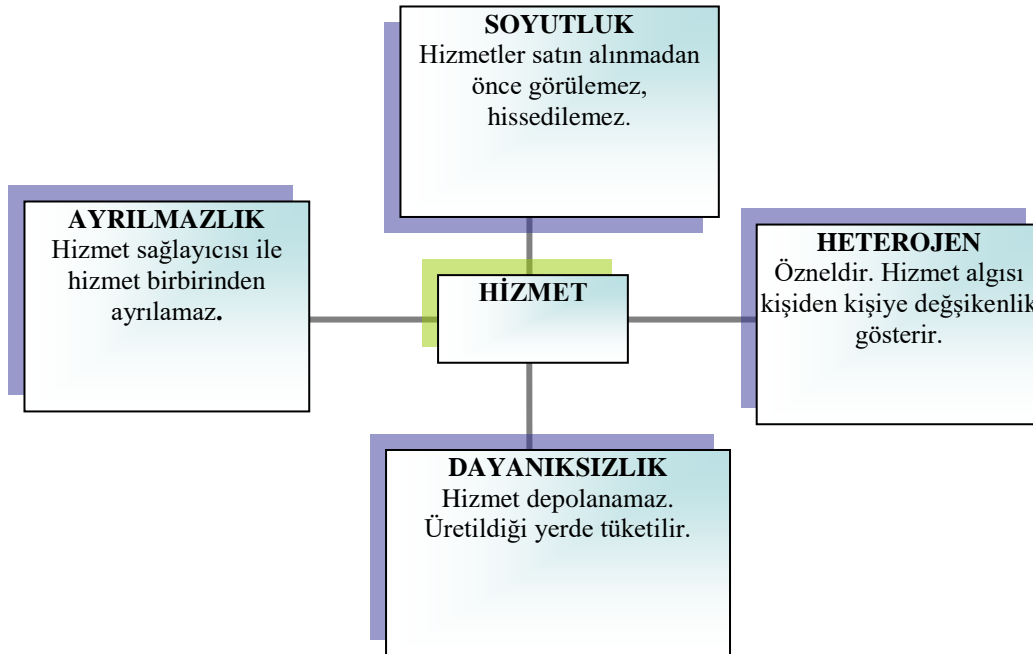 SOYUTLUK
Hizmetler satın alınmadan
önce görülemez,
hissedilemez.
AYRILMAZLIK
Hizmet sağlayıcısı ile
hizmet birbirinden
ayrılamaz.
HİZMET
HETEROJEN
Özneldir. Hizmet algısı
kişiden kişiye değşikenlik
gösterir.
DAYANIKSIZLIK
Hizmet depolanamaz.
Üretildiği yerde tüketilir.